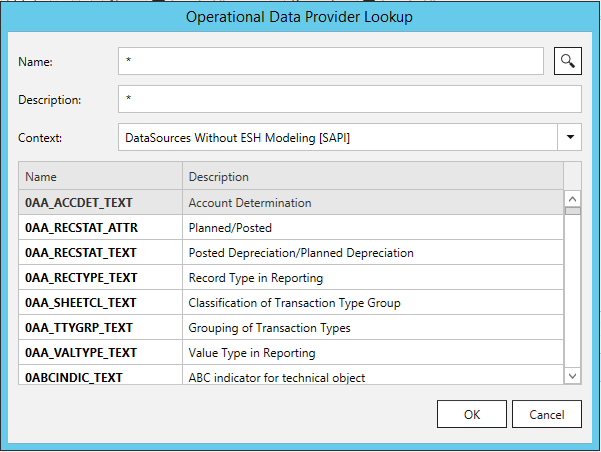 Operational Data Provider Lookup
Name: *
Description: *
Context: DataSources Without ESH Modeling [SAPI]
Name Description
0AA_ACCDET_TEXT Account Determination
0AA_RECSTAT_ATTR Planned/Posted
0AA_RECSTAT_TEXT Posted Depreciation/Planned Depreciation
0AA_RECTYPE_TEXT Record Type in Reporting
0AA_SHEETCL_TEXT Classification of Transaction Type Group
0AA_TTYGRP_TEXT Grouping of Transaction Types
0AA_VALTYPE_TEXT Value Type in Reporting
0ABCINDIC_TEXT ABC indicator for technical object
OK Cancel